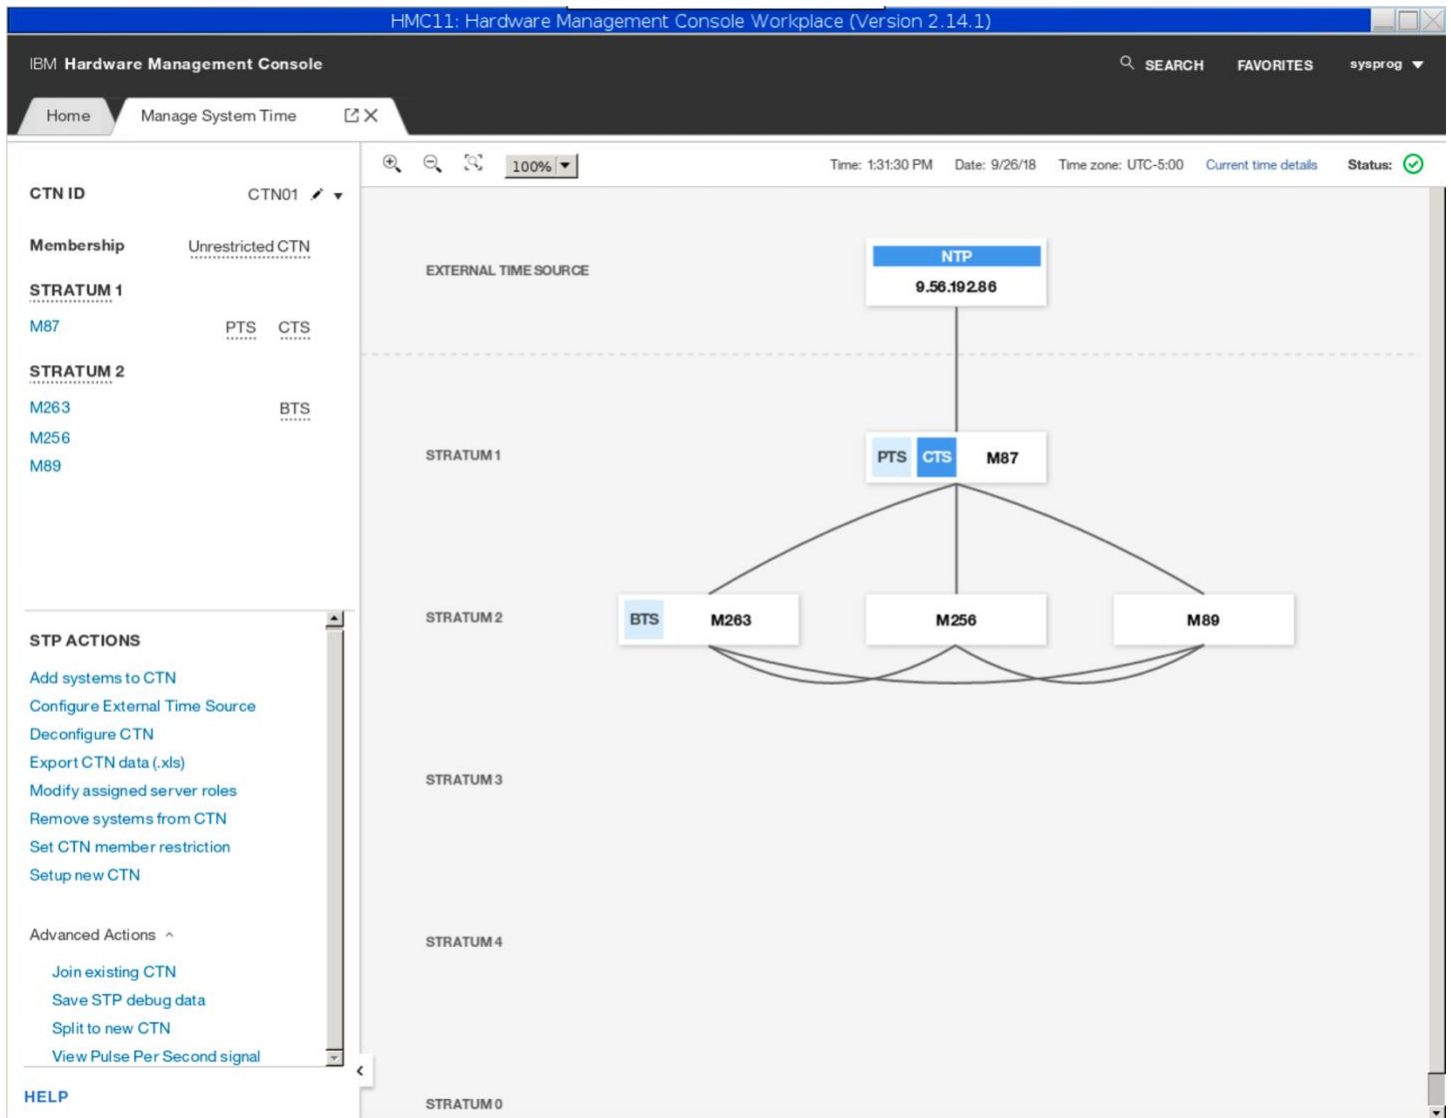 HMC11: Hardware Management Console Workplace (Version 2.14.1)
IBM Hardware Management Console
SEARCH FAVORITES sysprog
Home Manage System Time
100% Time: 1:31:30 PM Date: 9/26/18 Time zone: UTC-5:00 Current time details Status:
CTN ID CTN01
Membership Unrestricted CTN
STRATUM 1
M87 PTS CTS
STRATUM 2
M263 BTS
M256
M89
STP ACTIONS
Add systems to CTN
Configure External Time Source
Deconfigure CTN
Export CTN data (.xls)
Modify assigned server roles
Remove systems from CTN
Set CTN member restriction
Setup new CTN
Advanced Actions
Join existing CTN
Save STP debug data
Split to new CTN
View Pulse Per Second signal
HELP
EXTERNAL TIME SOURCE
NTP
9.56.192.86
STRATUM 1
PTS CTS M87
STRATUM 2
BTS M263 M256 M89
STRATUM 3
STRATUM 4
STRATUM 0